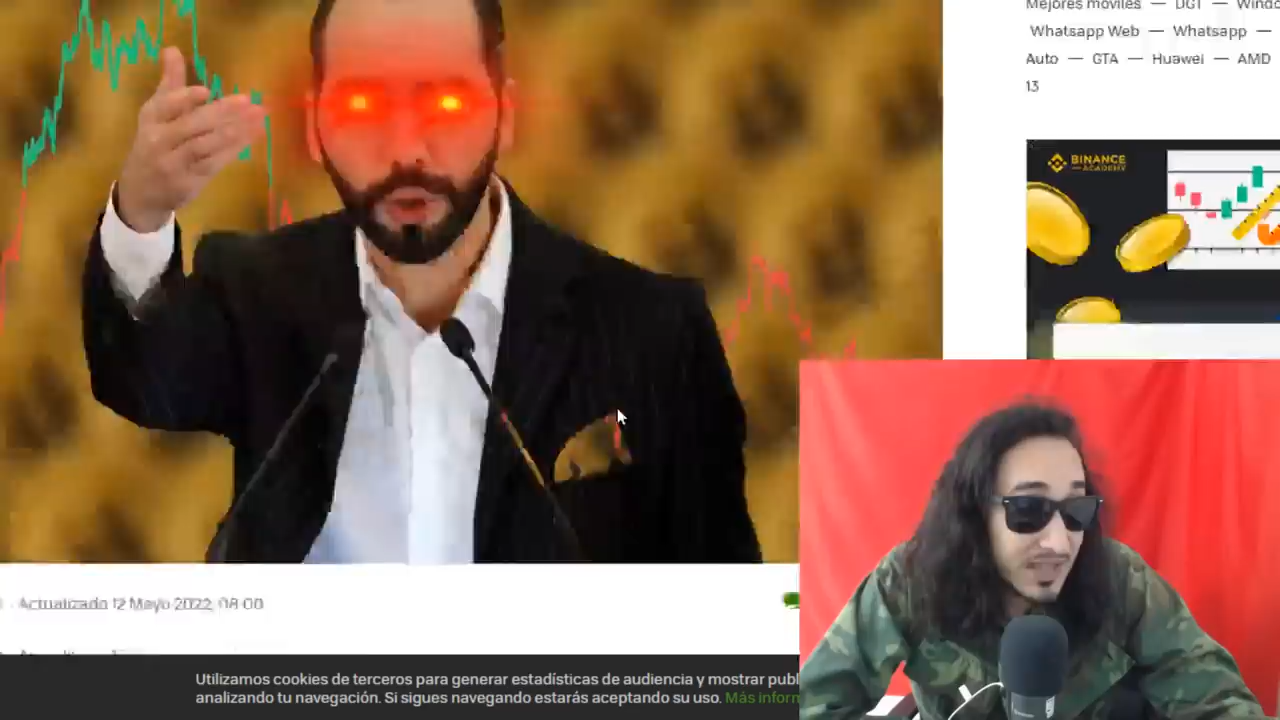 Mejores móviles — DGT — Windo
Whatsapp Web — Whatsapp —
Auto — GTA — Huawei — AMD
13
BINANCE
ACADEMY
Actualizado 12 Mayo 2022, 08:00
Utilizamos cookies de terceros para generar estadísticas de audiencia y mostrar publ
analizando tu navegación. Si sigues navegando estarás aceptando su uso. Más inform